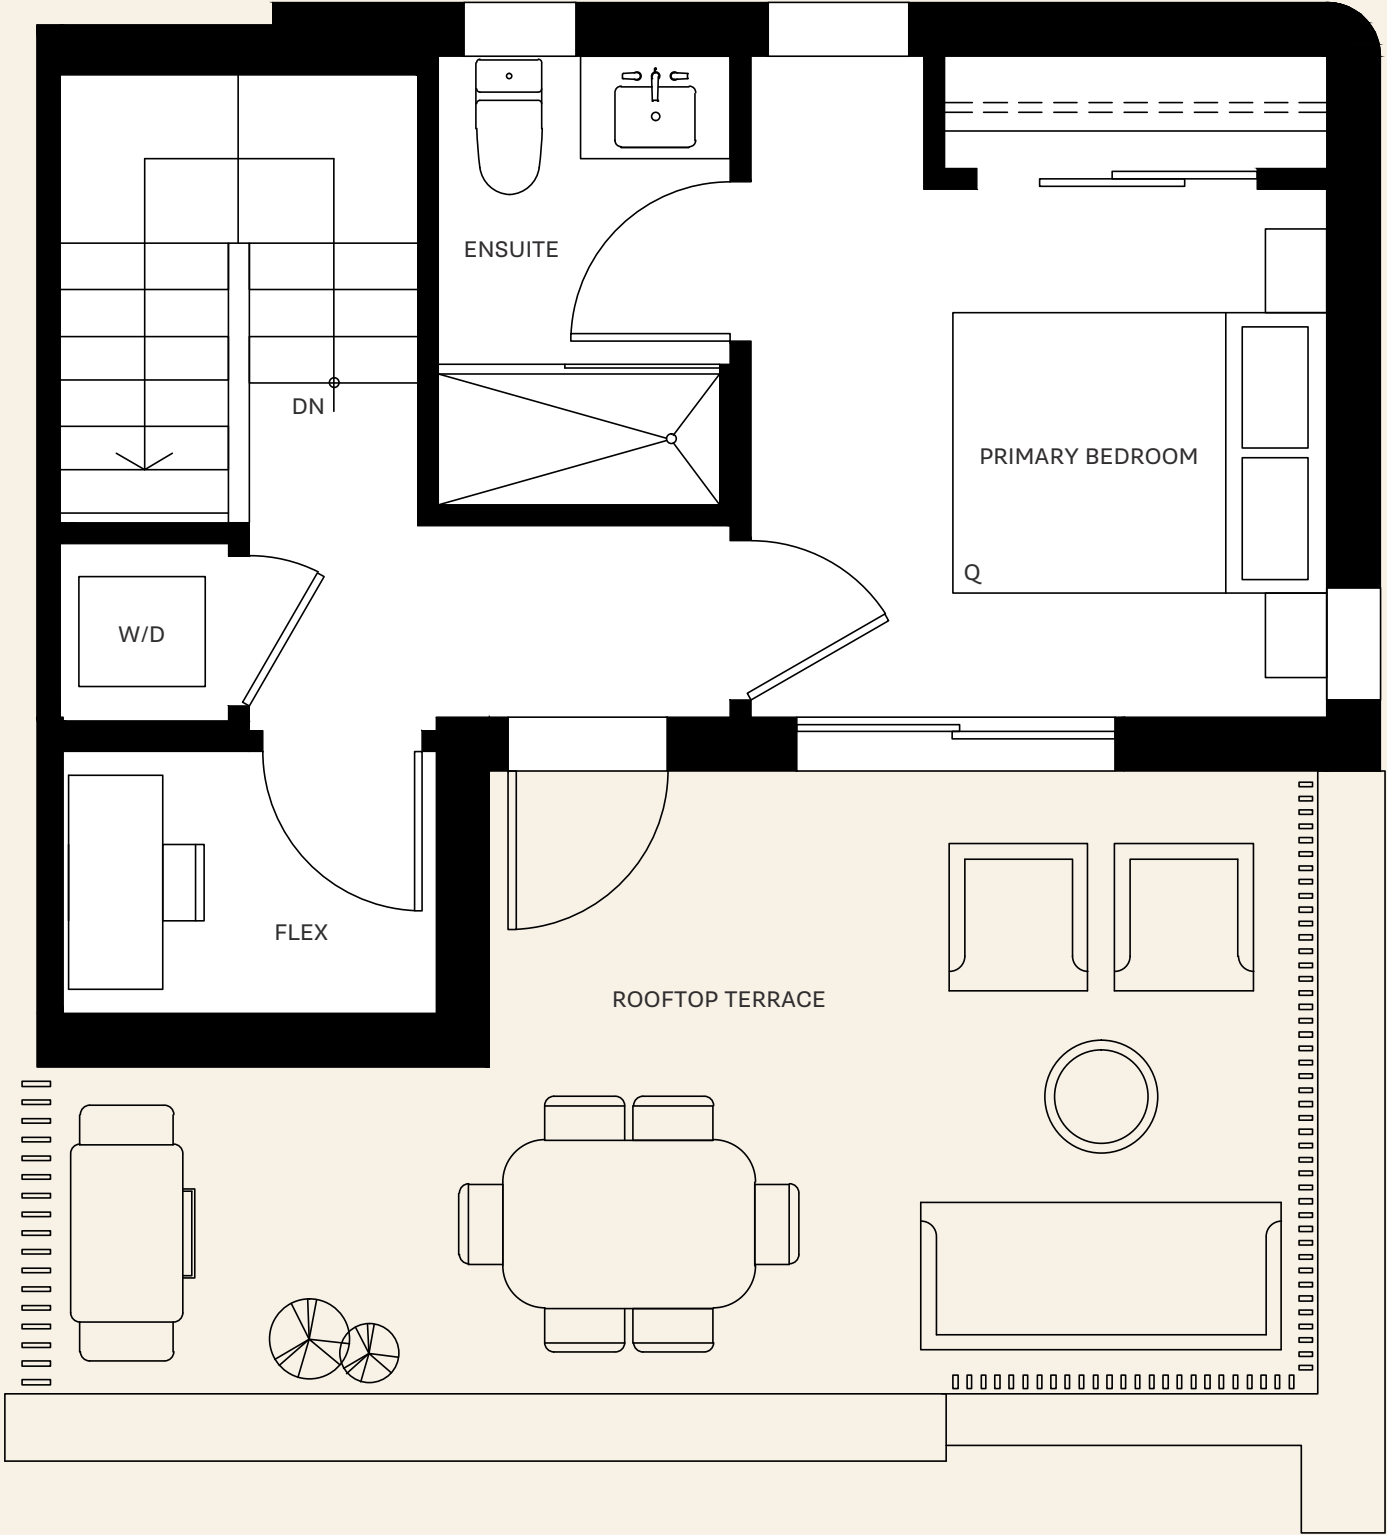 ENSUITE
DN
PRIMARY BEDROOM
Q
W/D
FLEX
ROOFTOP TERRACE